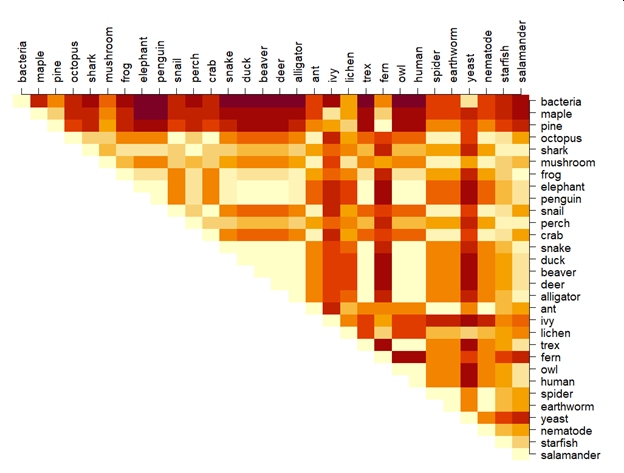 bacteria
maple
pine
octopus
shark
mushroom
frog
elephant
penguin
snail
perch
crab
snake
duck
beaver
deer
alligator
ant
ivy
lichen
trex
fern
owl
human
spider
earthworm
yeast
nematode
starfish
salamander
bacteria
maple
pine
octopus
shark
mushroom
frog
elephant
penguin
snail
perch
crab
snake
duck
beaver
deer
alligator
ant
ivy
lichen
trex
fern
owl
human
spider
earthworm
yeast
nematode
starfish
salamander